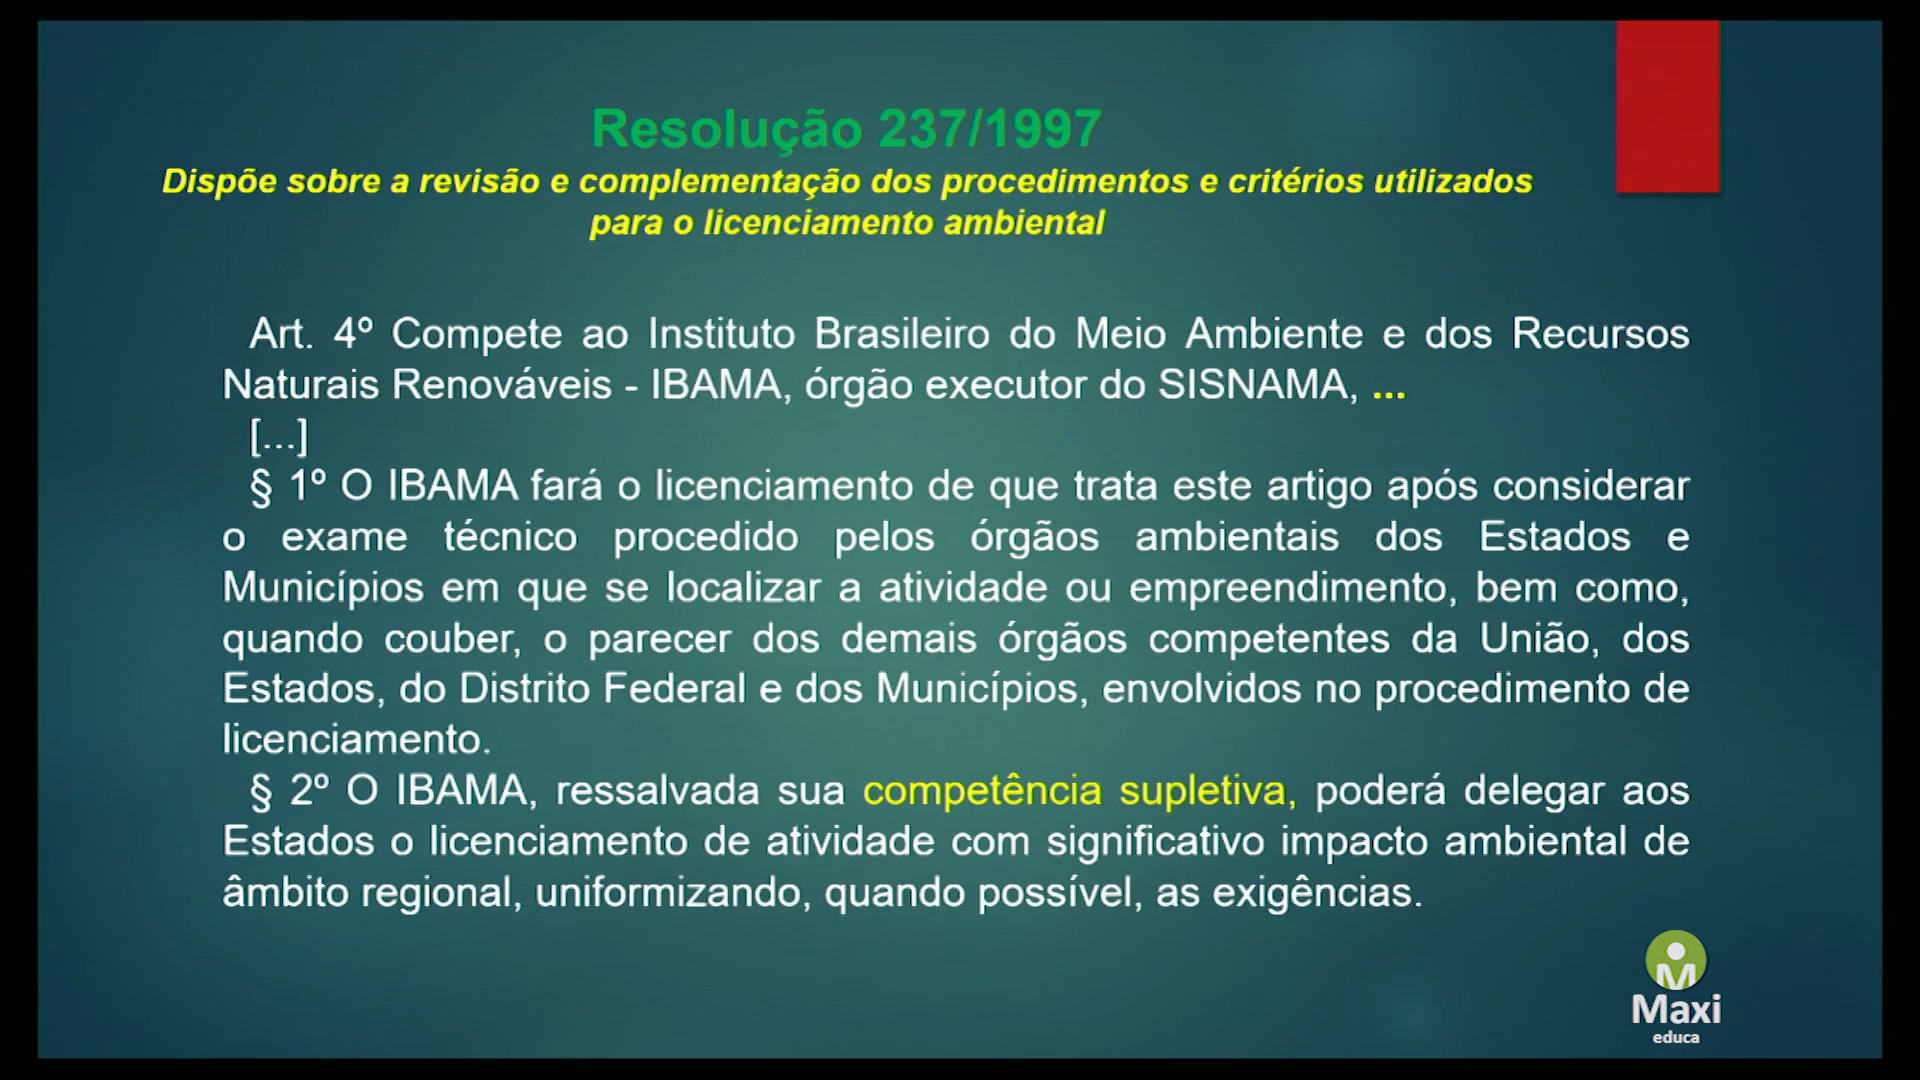 Resolução 237/1997
Dispõe sobre a revisão e complementação dos procedimentos e critérios utilizados
para o licenciamento ambiental
Art. 4º Compete ao Instituto Brasileiro do Meio Ambiente e dos Recursos
Naturais Renováveis - IBAMA, órgão executor do SISNAMA, ...
[...]
§ 1º O IBAMA fará o licenciamento de que trata este artigo após considerar
o exame técnico procedido pelos órgãos ambientais dos Estados e
Municípios em que se localizar a atividade ou empreendimento, bem como,
quando couber, o parecer dos demais órgãos competentes da União, dos
Estados, do Distrito Federal e dos Municípios, envolvidos no procedimento de
licenciamento.
§ 2º O IBAMA, ressalvada sua competência supletiva, poderá delegar aos
Estados o licenciamento de atividade com significativo impacto ambiental de
âmbito regional, uniformizando, quando possível, as exigências.
M
Maxi
educa